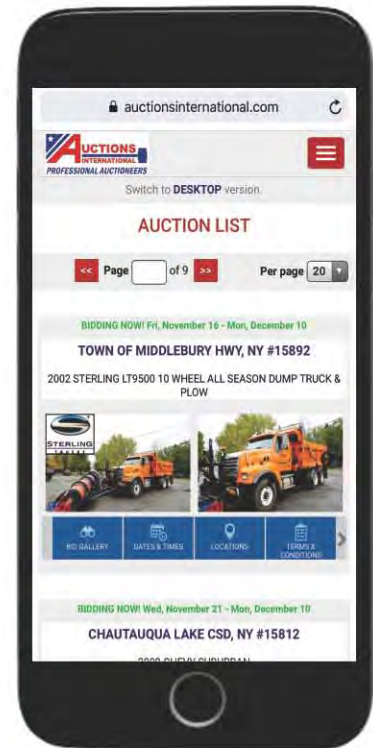 auctionsinternational.com
AUCTIONS
INTERNATIONAL
PROFESSIONAL AUCTIONEERS
Switch to DESKTOP version.
AUCTION LIST
<< Page of 9 >> Per page 20
BIDDING NOW! Fri, November 16 - Mon, December 10
TOWN OF MIDDLEBURY HWY, NY #15892
2002 STERLING LT9500 10 WHEEL ALL SEASON DUMP TRUCK &
PLOW
STERLING
TRUCKS
BID GALLERY DATES & TIMES LOCATIONS TERMS &
CONDITIONS
BIDDING NOW! Wed, November 21 - Mon, December 10
CHAUTAUQUA LAKE CSD, NY #15812
CHEVY SUBURBAN